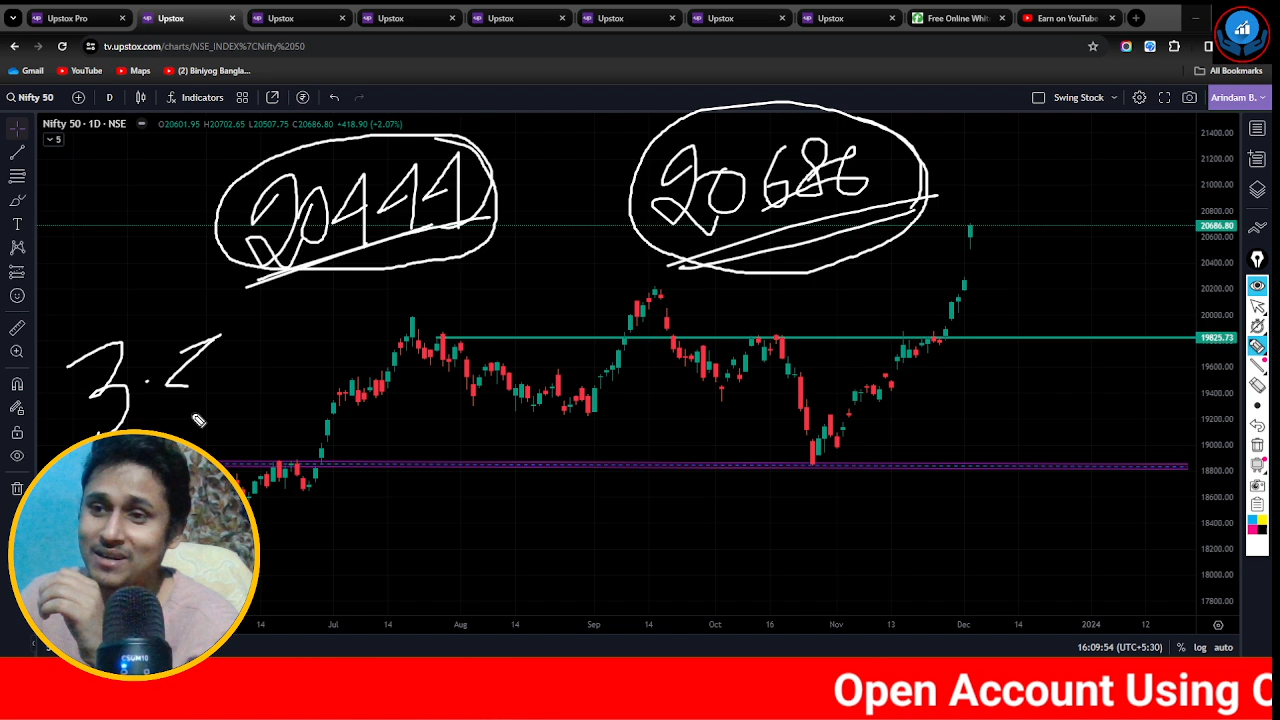 Upstox Pro
Upstox
Upstox
Upstox
Upstox
Upstox
Upstox
Upstox
Free Online Whit
Earn on YouTube
tv.upstox.com/charts/NSE_INDEX%7CNifty%2050
Gmail
YouTube
Maps
(2) Biniyog Bangla...
All Bookmarks
Nifty 50
D
Indicators
Swing Stock
Arindam B.
Nifty 50 · 1D · NSE
O20601.95 H20702.65 L20507.75 C20686.80 +418.90 (+2.07%)
5
20444
20686
21400.00
21200.00
21000.00
20800.00
20686.80
20600.00
20400.00
20200.00
20000.00
19825.73
19600.00
19400.00
19200.00
19000.00
18800.00
18600.00
18400.00
18200.00
18000.00
17800.00
14
Jul
14
Aug
14
Sep
14
Oct
16
Nov
13
Dec
14
2024
12
16:09:54 (UTC+5:30)
%
log
auto
CSUM10
Open Account Using